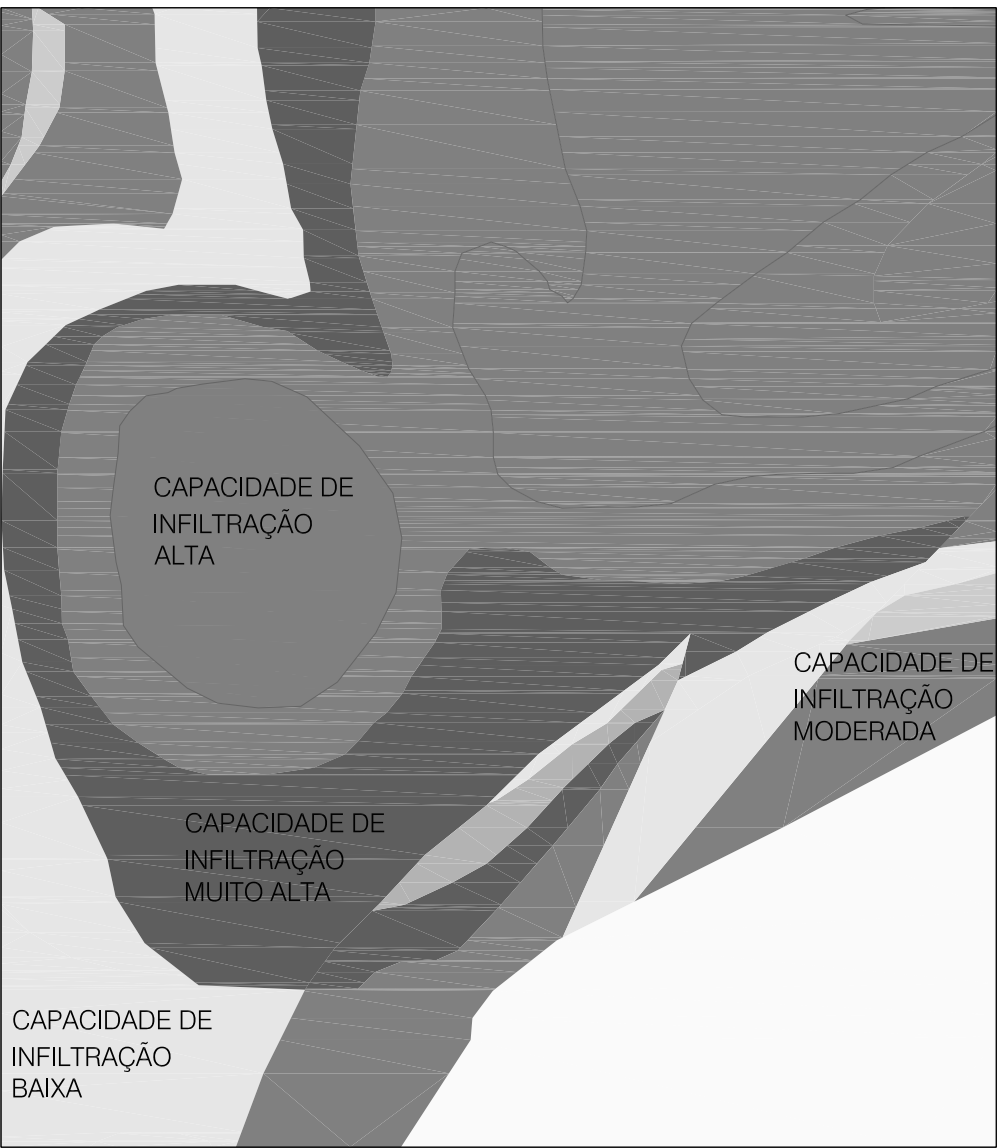 CAPACIDADE DE
INFILTRAÇÃO
ALTA
CAPACIDADE DE
INFILTRAÇÃO
MODERADA
CAPACIDADE DE
INFILTRAÇÃO
MUITO ALTA
CAPACIDADE DE
INFILTRAÇÃO
BAIXA